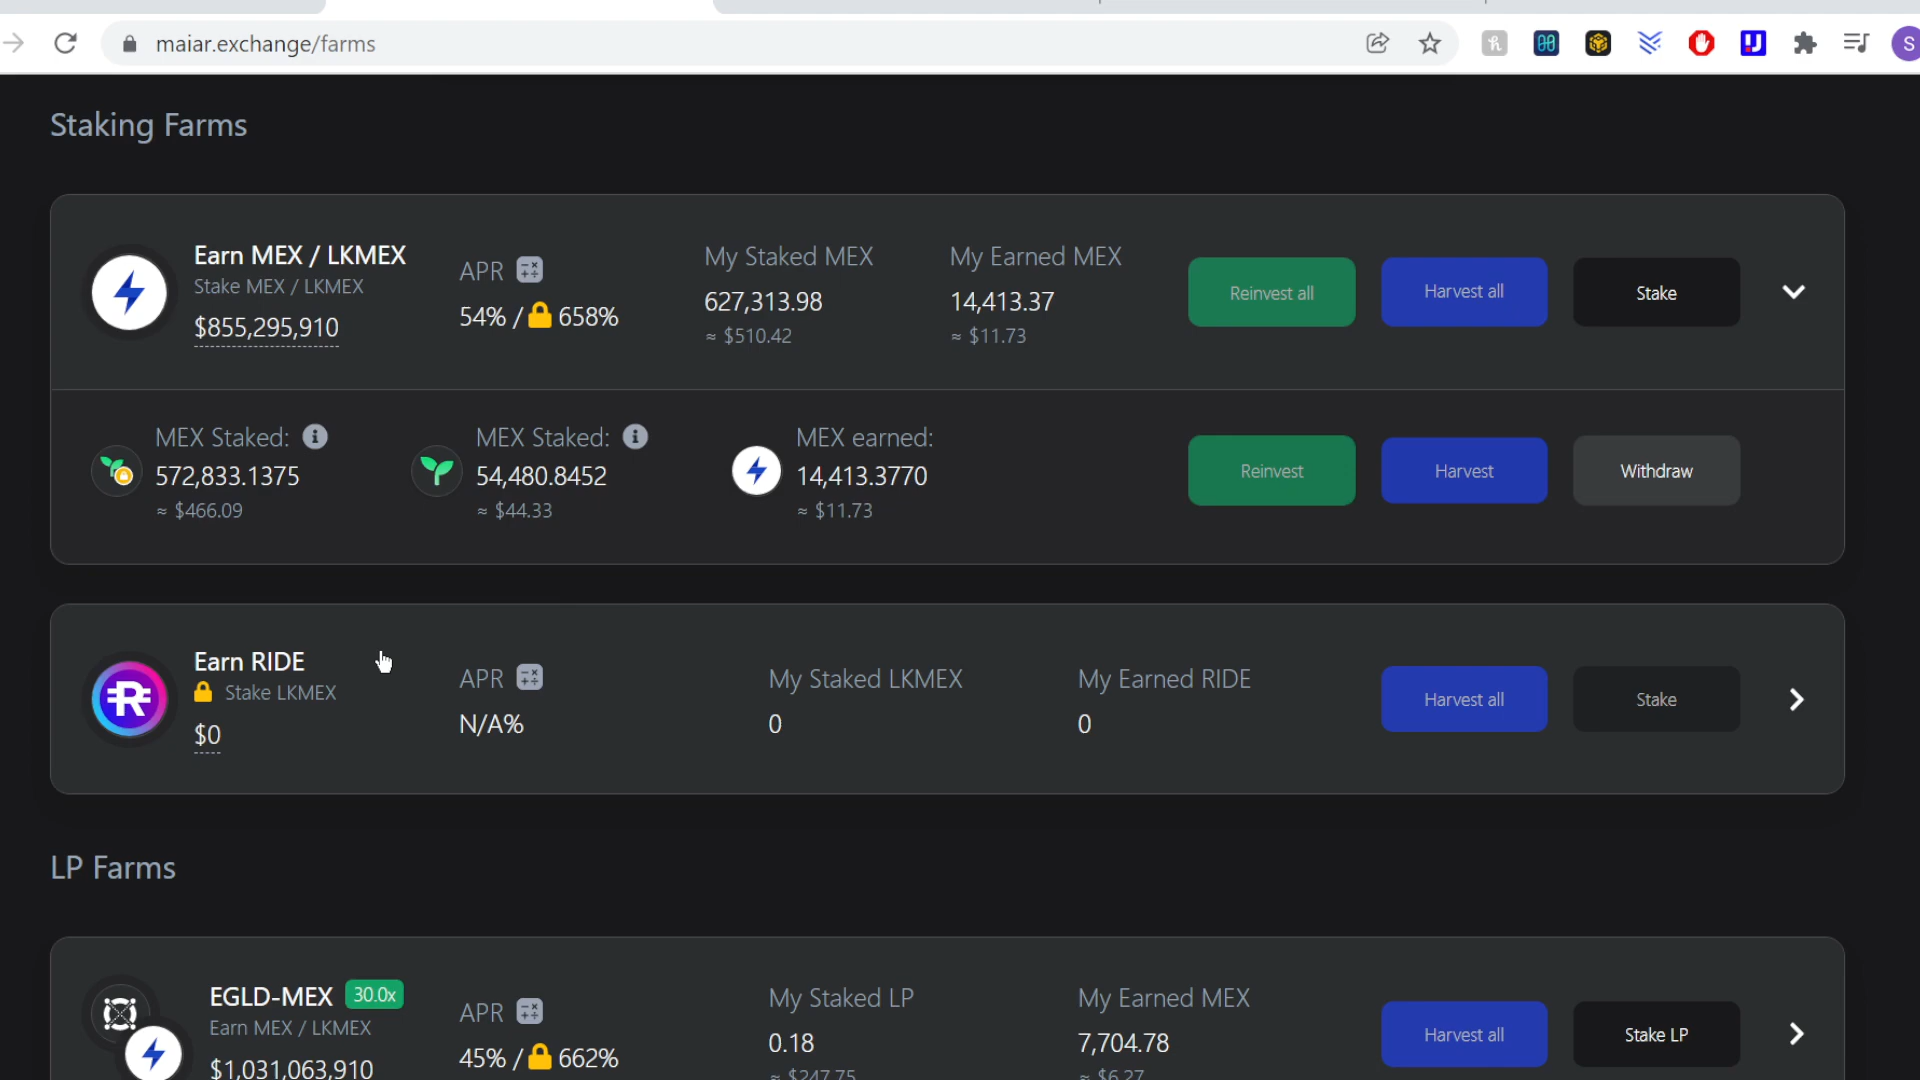 maiar.exchange/farms
S
Staking Farms
Earn MEX / LKMEX
Stake MEX / LKMEX
$855,295,910
APR
54% / 658%
My Staked MEX
627,313.98
≈ $510.42
My Earned MEX
14,413.37
≈ $11.73
Reinvest all
Harvest all
Stake
MEX Staked:
572,833.1375
≈ $466.09
MEX Staked:
54,480.8452
≈ $44.33
MEX earned:
14,413.3770
≈ $11.73
Reinvest
Harvest
Withdraw
Earn RIDE
Stake LKMEX
$0
APR
N/A%
My Staked LKMEX
0
My Earned RIDE
0
Harvest all
Stake
LP Farms
EGLD-MEX 30.0x
Earn MEX / LKMEX
$1,031,063,910
APR
45% / 662%
My Staked LP
0.18
≈ $247.75
My Earned MEX
7,704.78
≈ $6.27
Harvest all
Stake LP